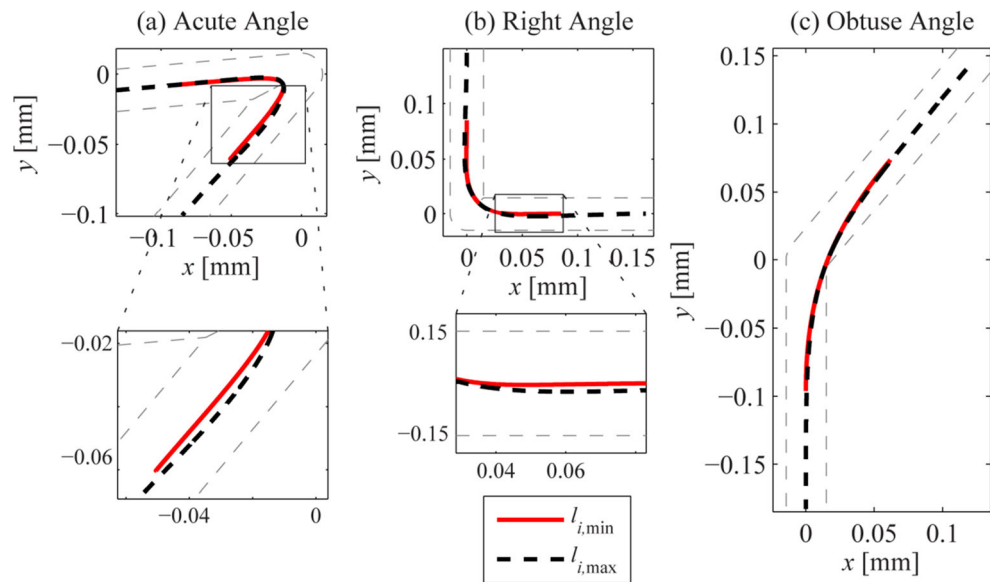 (a) Acute Angle
(b) Right Angle
(c) Obtuse Angle
0
−0.05
−0.1
y [mm]
−0.1
−0.05
0
x [mm]
−0.02
−0.06
−0.04
0
0.15
0.1
0.05
0
y [mm]
0
0.05
0.1
0.15
x [mm]
0.15
−0.15
0.04
0.06
l i,min
l i,max
0.15
0.1
0.05
0
−0.05
−0.1
−0.15
y [mm]
0
0.05
0.1
x [mm]